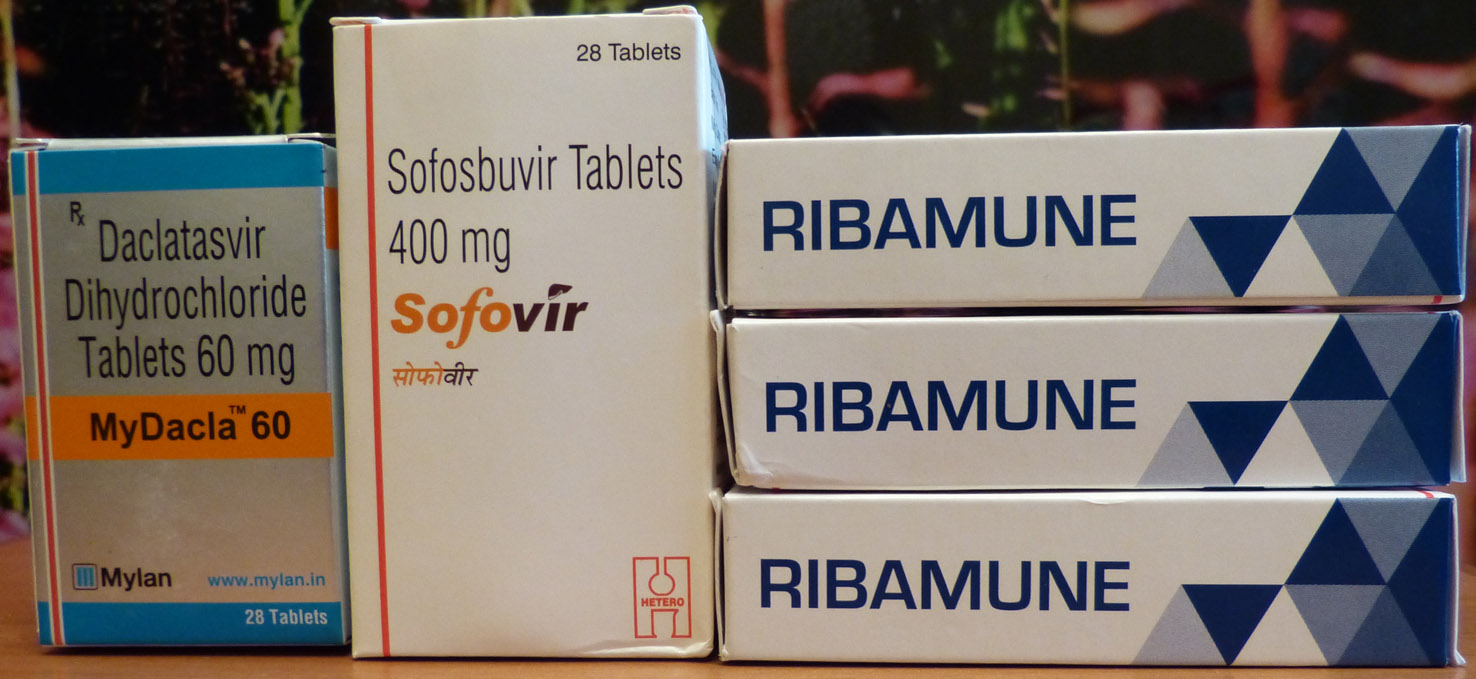 Rx
Daclatasvir
Dihydrochloride
Tablets 60 mg
MyDacla™ 60
Mylan
www.mylan.in
28 Tablets
28 Tablets
Sofosbuvir Tablets
400 mg
Sofovir
सोफोवीर
HETERO
RIBAMUNE
RIBAMUNE
RIBAMUNE